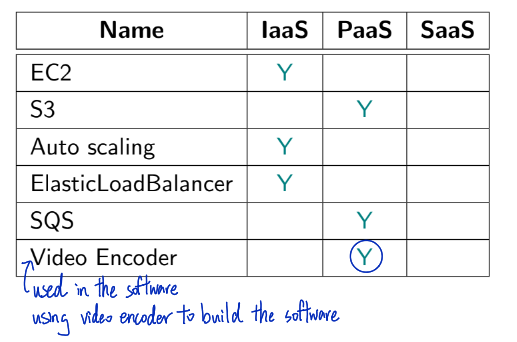 Name IaaS PaaS SaaS
EC2 Y
S3 Y
Auto scaling Y
ElasticLoadBalancer Y
SQS Y
Video Encoder Y
used in the software
using video encoder to build the software